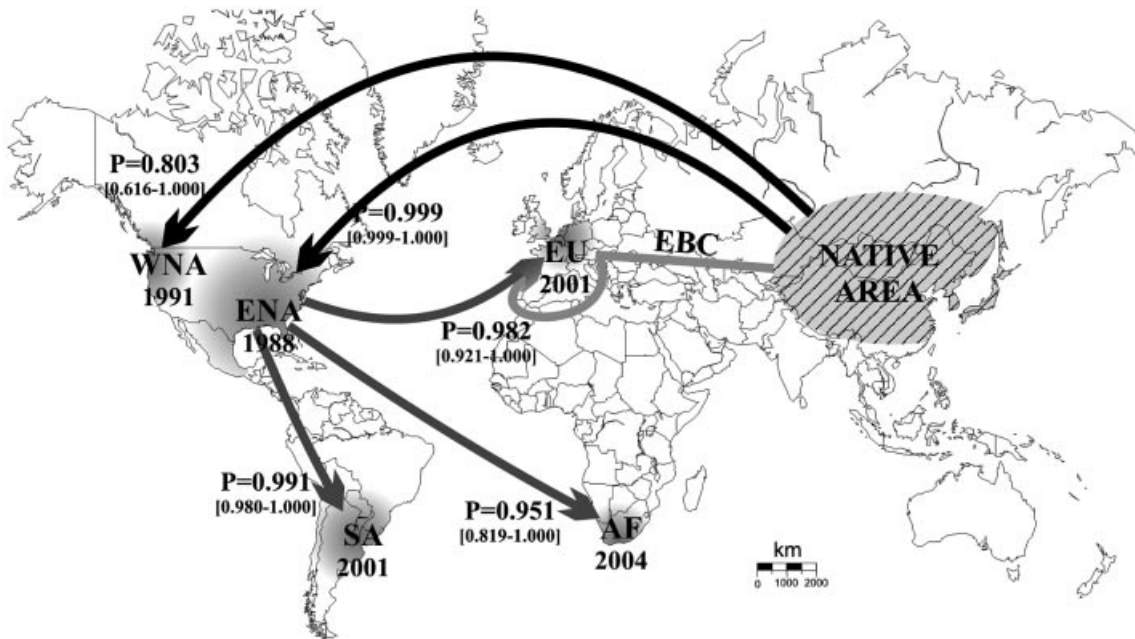 P=0.803
[0.616-1.000]
P=0.999
[0.999-1.000]
WNA
1991
ENA
1988
EU
2001
EBC
NATIVE
AREA
P=0.982
[0.921-1.000]
P=0.991
[0.980-1.000]
SA
2001
P=0.951
[0.819-1.000]
AF
2004
km
0 1000 2000